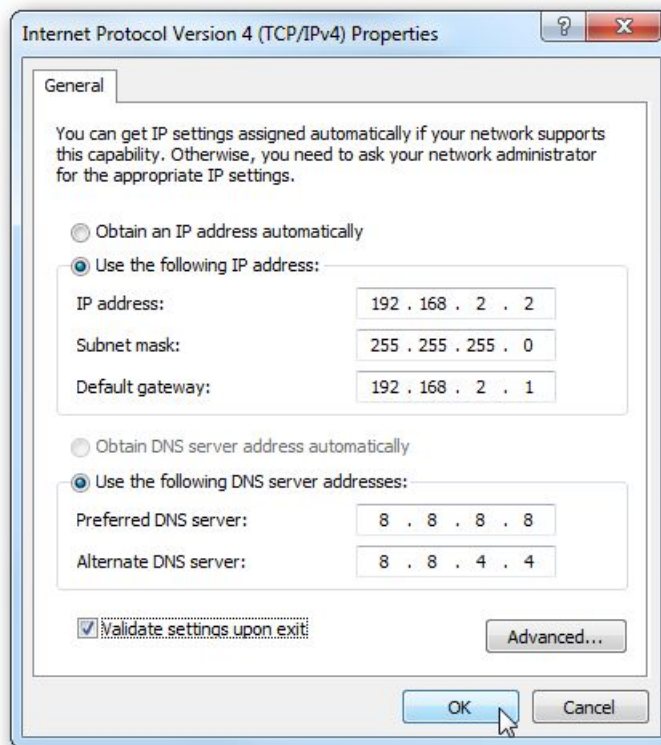 Internet Protocol Version 4 (TCP/IPv4) Properties
General
You can get IP settings assigned automatically if your network supports
this capability. Otherwise, you need to ask your network administrator
for the appropriate IP settings.
Obtain an IP address automatically
Use the following IP address:
IP address: 192 . 168 . 2 . 2
Subnet mask: 255 . 255 . 255 . 0
Default gateway: 192 . 168 . 2 . 1
Obtain DNS server address automatically
Use the following DNS server addresses:
Preferred DNS server: 8 . 8 . 8 . 8
Alternate DNS server: 8 . 8 . 4 . 4
Validate settings upon exit
Advanced...
OK Cancel